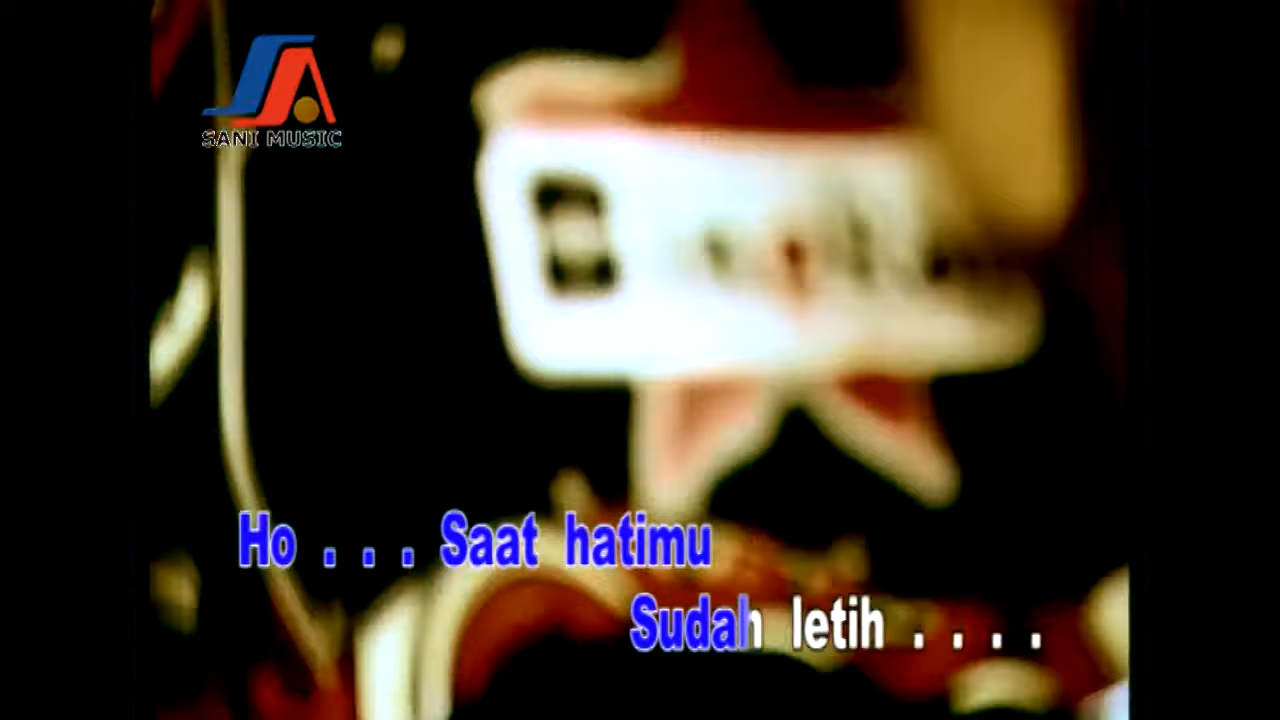 SANI MUSIC
Ho . . . Saat hatimu
Sudah letih . . . .